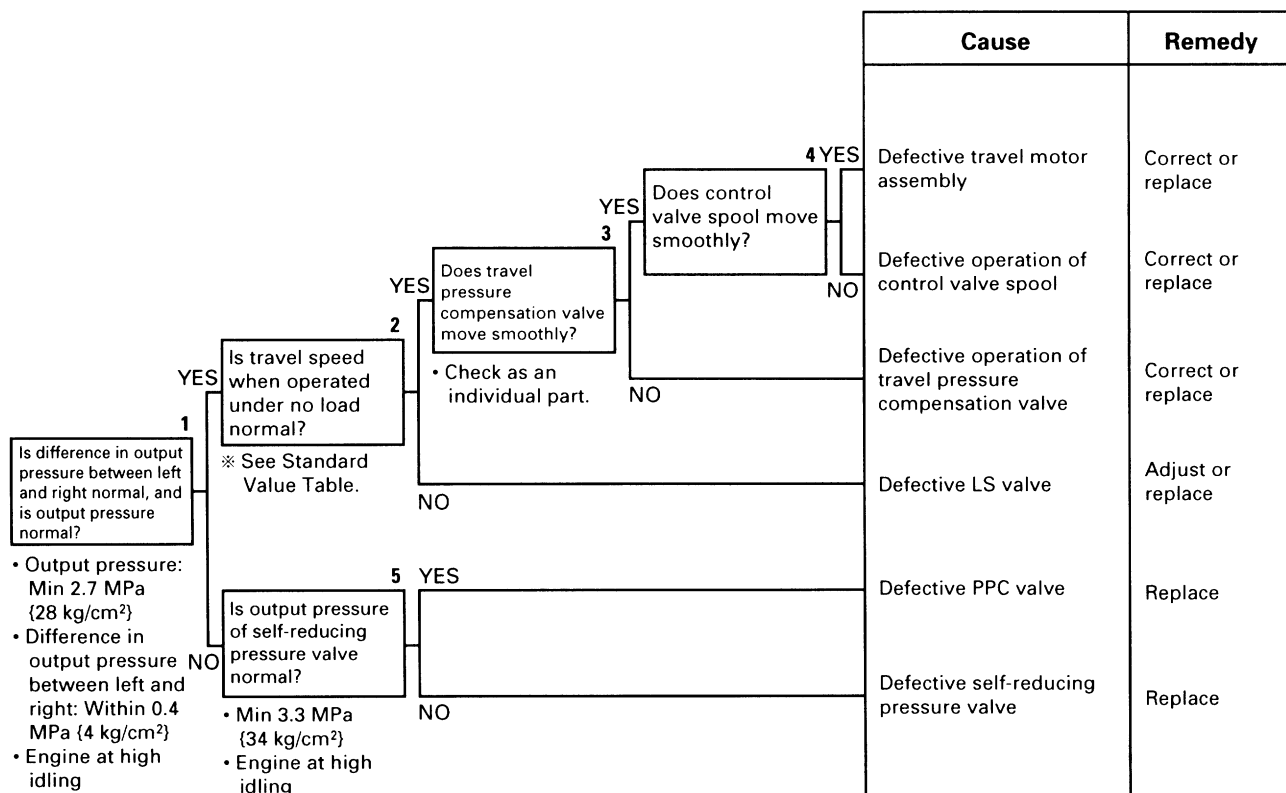 Cause
Remedy
4 YES
Defective travel motor
assembly
Correct or
replace
YES
Does control
valve spool move
smoothly?
NO
Defective operation of
control valve spool
Correct or
replace
3
YES
Does travel
pressure
compensation valve
move smoothly?
• Check as an
individual part.
NO
Defective operation of
travel pressure
compensation valve
Correct or
replace
2
YES
Is travel speed
when operated
under no load
normal?
※ See Standard
Value Table.
NO
Defective LS valve
Adjust or
replace
1
Is difference in output
pressure between left
and right normal, and
is output pressure
normal?
• Output pressure:
Min 2.7 MPa
{28 kg/cm²}
• Difference in
output pressure
between left and
right: Within 0.4
MPa {4 kg/cm²}
• Engine at high
idling
NO
5 YES
Is output pressure
of self-reducing
pressure valve
normal?
• Min 3.3 MPa
{34 kg/cm²}
• Engine at high
idling
Defective PPC valve
Replace
NO
Defective self-reducing
pressure valve
Replace